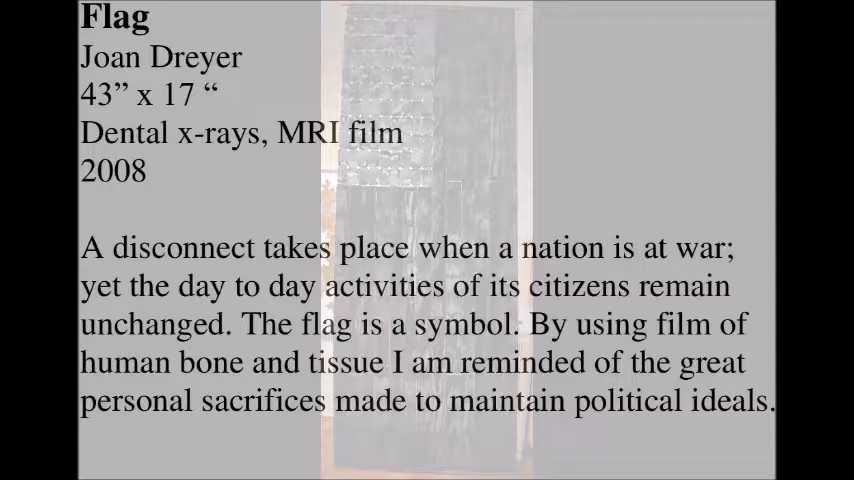 Flag
Joan Dreyer
43” x 17 “
Dental x-rays, MRI film
2008
A disconnect takes place when a nation is at war;
yet the day to day activities of its citizens remain
unchanged. The flag is a symbol. By using film of
human bone and tissue I am reminded of the great
personal sacrifices made to maintain political ideals.